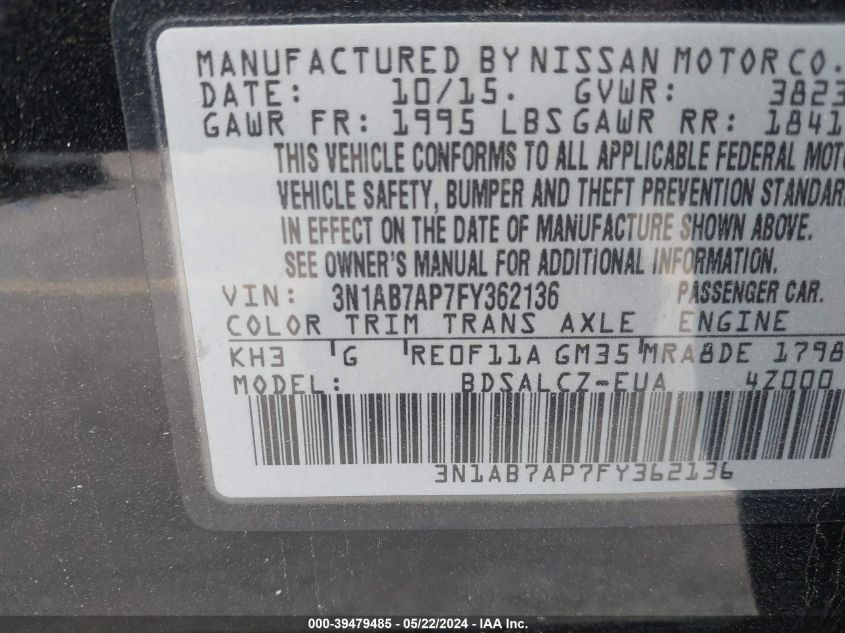 MANUFACTURED BY NISSAN MOTOR CO.
DATE: 10/15. GVWR: 3823
GAWR FR: 1995 LBS GAWR RR: 1841
THIS VEHICLE CONFORMS TO ALL APPLICABLE FEDERAL MOT
VEHICLE SAFETY, BUMPER AND THEFT PREVENTION STANDAR
IN EFFECT ON THE DATE OF MANUFACTURE SHOWN ABOVE.
SEE OWNER'S MANUAL FOR ADDITIONAL INFORMATION.
VIN: 3N1AB7AP7FY362136 PASSENGER CAR.
COLOR TRIM TRANS AXLE ENGINE
KH3 G RE0F11A GM35 MRA8DE 1798
MODEL: BDSALCZ-EUA 4Z000
3N1AB7AP7FY362136
000-39479485 - 05/22/2024 - IAA Inc.